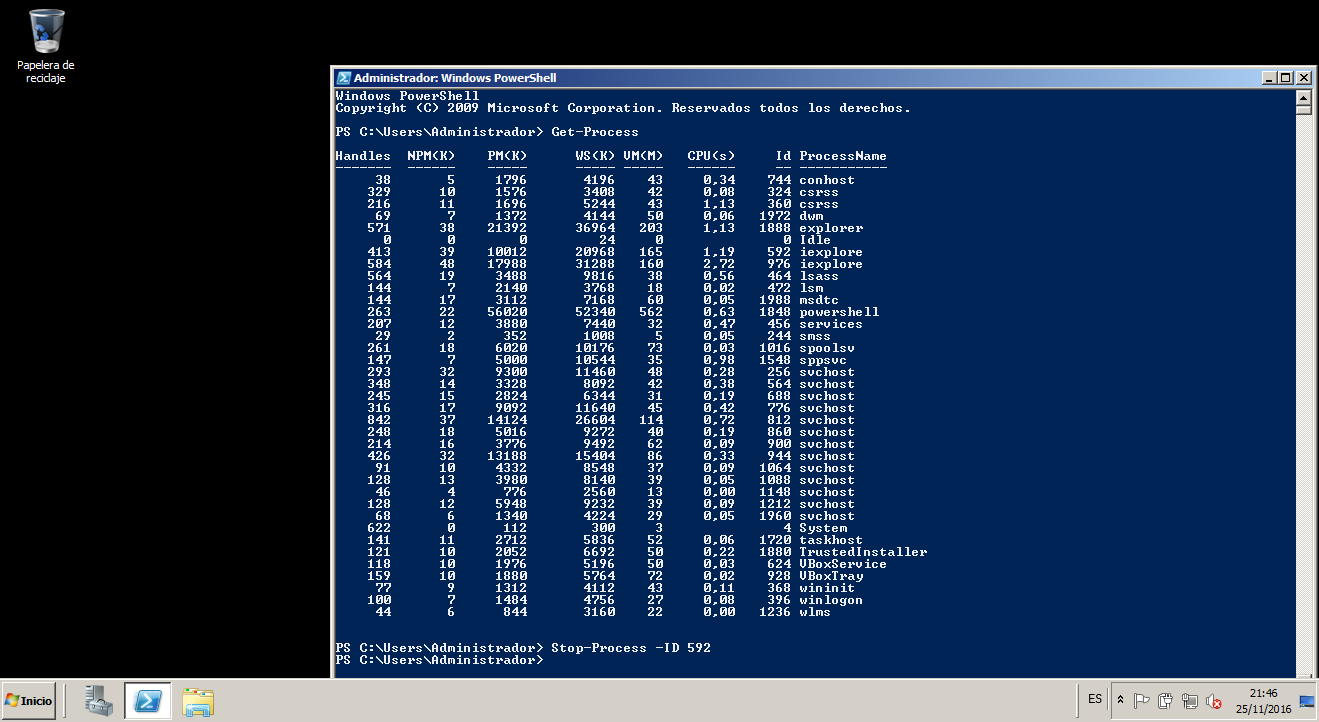 Papelera de
reciclaje
Administrador: Windows PowerShell
Windows PowerShell
Copyright (C) 2009 Microsoft Corporation. Reservados todos los derechos.
PS C:\Users\Administrador> Get-Process
Handles NPM(K) PM(K) WS(K) VM(M) CPU(s) Id ProcessName
------- ------ ----- ----- ----- ------ -- -----------
38 5 1796 4196 43 0,34 744 conhost
329 10 1576 3408 42 0,08 324 csrss
216 11 1696 5244 43 1,13 360 csrss
69 7 1372 4144 50 0,06 1972 dwm
571 38 21392 36964 203 1,13 1888 explorer
0 0 0 24 0 0 Idle
413 39 10012 20968 165 1,19 592 iexplore
584 48 17988 31288 160 2,72 976 iexplore
564 19 3488 9816 38 0,56 464 lsass
144 7 2140 3768 18 0,02 472 lsm
144 17 3112 7168 60 0,05 1988 msdtc
263 22 56020 52340 562 0,63 1848 powershell
207 12 3880 7440 32 0,47 456 services
29 2 352 1008 5 0,05 244 smss
261 18 6020 10176 73 0,03 1016 spoolsv
147 7 5000 10544 35 0,98 1548 sppsvc
293 32 9300 11460 48 0,28 256 svchost
348 14 3328 8092 42 0,38 564 svchost
245 15 2824 6344 31 0,19 688 svchost
316 17 9092 11640 45 0,42 776 svchost
842 37 14124 26604 114 0,72 812 svchost
248 18 5016 9272 40 0,19 860 svchost
214 16 3776 9492 62 0,09 900 svchost
426 32 13188 15404 86 0,33 944 svchost
91 10 4332 8548 37 0,09 1064 svchost
128 13 3980 8140 39 0,05 1088 svchost
46 4 776 2560 13 0,00 1148 svchost
128 12 5948 9232 39 0,09 1212 svchost
68 6 1340 4224 29 0,05 1960 svchost
622 0 112 300 3 4 System
141 11 2712 5836 52 0,06 1720 taskhost
121 10 2052 6692 50 0,22 1880 TrustedInstaller
118 10 1976 5196 50 0,03 624 VBoxService
159 10 1880 5764 72 0,02 928 VBoxTray
77 9 1312 4112 43 0,11 368 wininit
100 7 1484 4756 27 0,08 396 winlogon
44 6 844 3160 22 0,00 1236 wlms
PS C:\Users\Administrador> Stop-Process -ID 592
PS C:\Users\Administrador>
Inicio
ES
21:46
25/11/2016